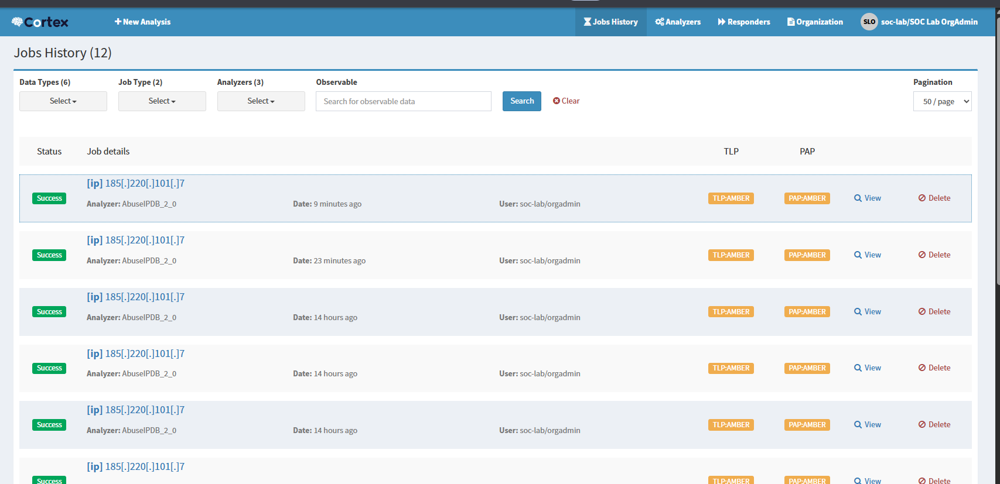 Cortex
New Analysis
Jobs History
Analyzers
Responders
Organization
SLO
soc-lab/SOC Lab OrgAdmin
Jobs History (12)
Data Types (6)
Job Type (2)
Analyzers (3)
Observable
Pagination
Select
Select
Select
Search for observable data
Search
Clear
50 / page
Status
Job details
TLP
PAP
[ip] 185[.]220[.]101[.]7
Success
Analyzer: AbuseIPDB_2_0
Date: 9 minutes ago
User: soc-lab/orgadmin
TLP:AMBER
PAP:AMBER
View
Delete
[ip] 185[.]220[.]101[.]7
Success
Analyzer: AbuseIPDB_2_0
Date: 23 minutes ago
User: soc-lab/orgadmin
TLP:AMBER
PAP:AMBER
View
Delete
[ip] 185[.]220[.]101[.]7
Success
Analyzer: AbuseIPDB_2_0
Date: 14 hours ago
User: soc-lab/orgadmin
TLP:AMBER
PAP:AMBER
View
Delete
[ip] 185[.]220[.]101[.]7
Success
Analyzer: AbuseIPDB_2_0
Date: 14 hours ago
User: soc-lab/orgadmin
TLP:AMBER
PAP:AMBER
View
Delete
[ip] 185[.]220[.]101[.]7
Success
Analyzer: AbuseIPDB_2_0
Date: 14 hours ago
User: soc-lab/orgadmin
TLP:AMBER
PAP:AMBER
View
Delete
[ip] 185[.]220[.]101[.]7
Success
TLP:AMBER
PAP:AMBER
View
Delete